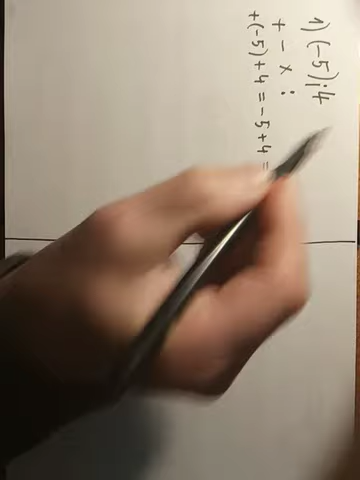 1) (-5);4
+ - x :
+(-5)+4=-5+4=